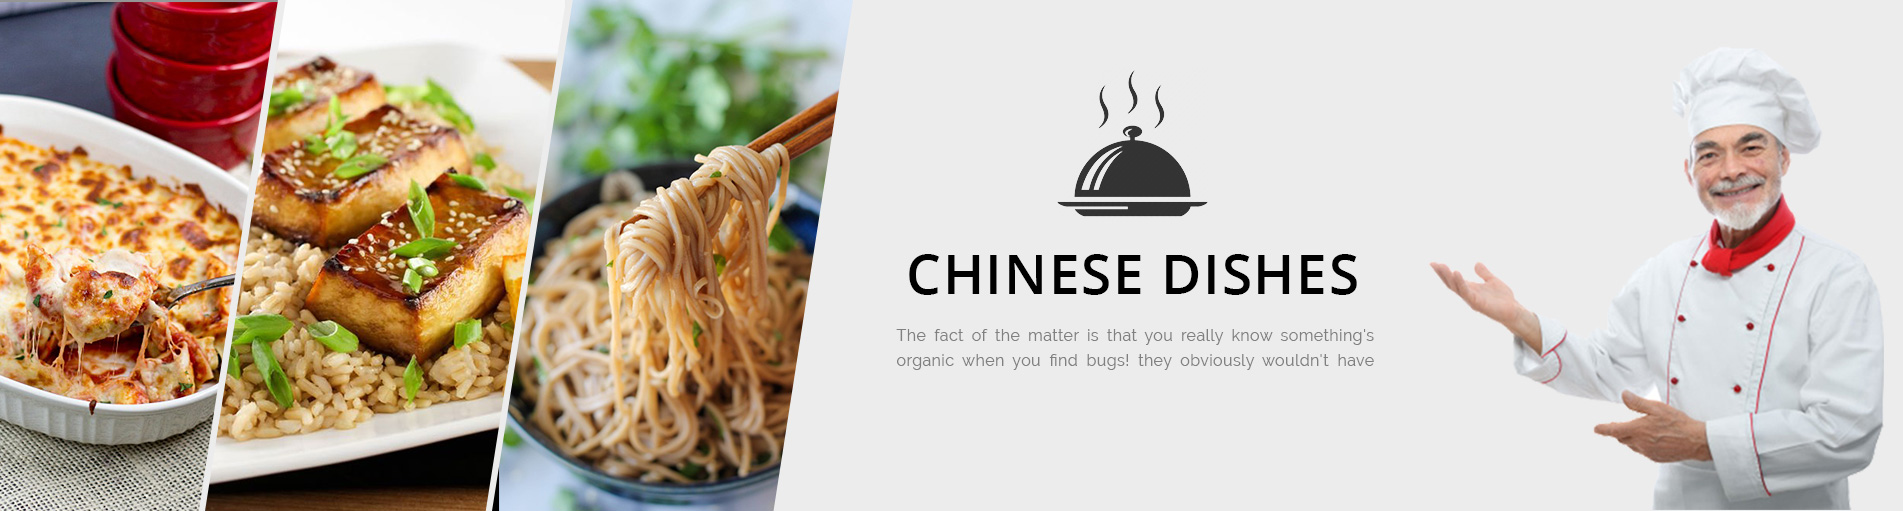 CHINESE DISHES
The fact of the matter is that you really know something's
organic when you find bugs! they obviously wouldn't have